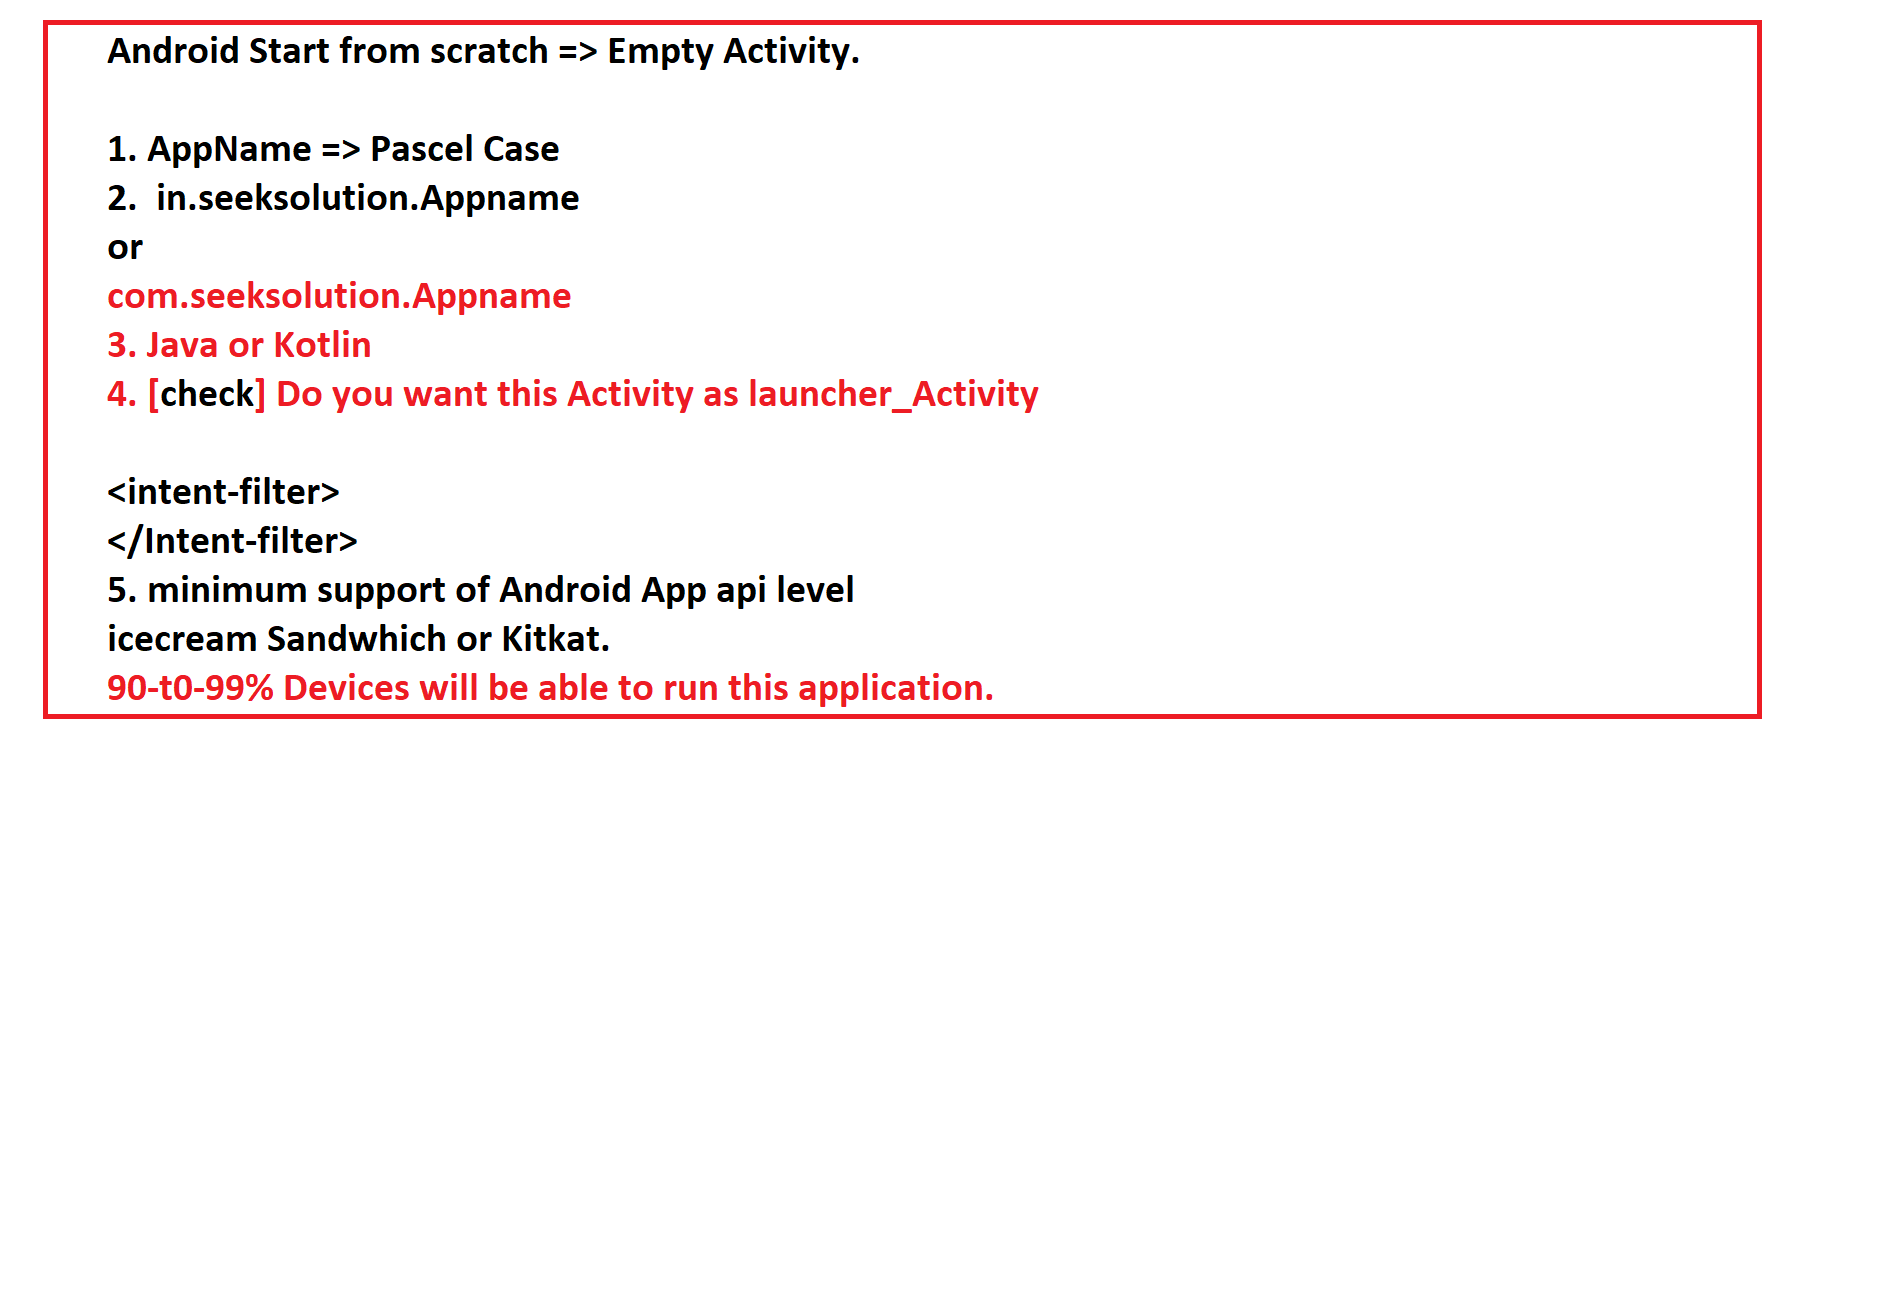 Android Start from scratch => Empty Activity.
1. AppName => Pascel Case
2.  in.seeksolution.Appname
or
com.seeksolution.Appname
3. Java or Kotlin
4. [check] Do you want this Activity as launcher_Activity
<intent-filter>
</Intent-filter>
5. minimum support of Android App api level
icecream Sandwhich or Kitkat.
90-t0-99% Devices will be able to run this application.